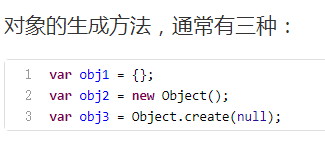 对象的生成方法，通常有三种：
1 var obj1 = {};
2 var obj2 = new Object();
3 var obj3 = Object.create(null);